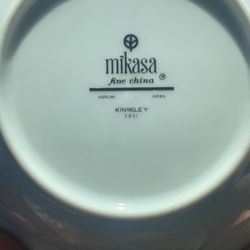 mikasa
fine china ®
NARUMI JAPAN
KINGSLEY